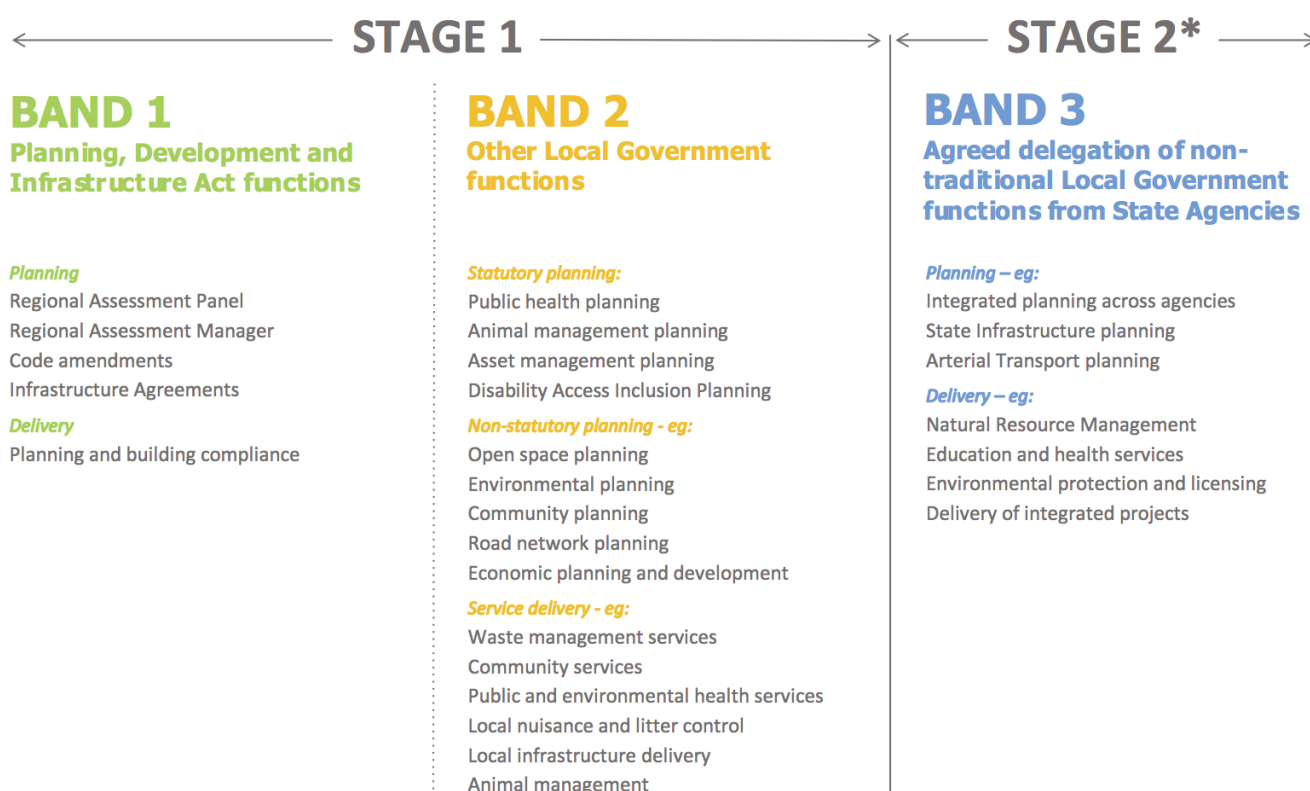 STAGE 1
STAGE 2*
BAND 1
Planning, Development and
Infrastructure Act functions
Planning
Regional Assessment Panel
Regional Assessment Manager
Code amendments
Infrastructure Agreements
Delivery
Planning and building compliance
BAND 2
Other Local Government
functions
Statutory planning:
Public health planning
Animal management planning
Asset management planning
Disability Access Inclusion Planning
Non-statutory planning - eg:
Open space planning
Environmental planning
Community planning
Road network planning
Economic planning and development
Service delivery - eg:
Waste management services
Community services
Public and environmental health services
Local nuisance and litter control
Local infrastructure delivery
Animal management
BAND 3
Agreed delegation of non-
traditional Local Government
functions from State Agencies
Planning – eg:
Integrated planning across agencies
State Infrastructure planning
Arterial Transport planning
Delivery – eg:
Natural Resource Management
Education and health services
Environmental protection and licensing
Delivery of integrated projects